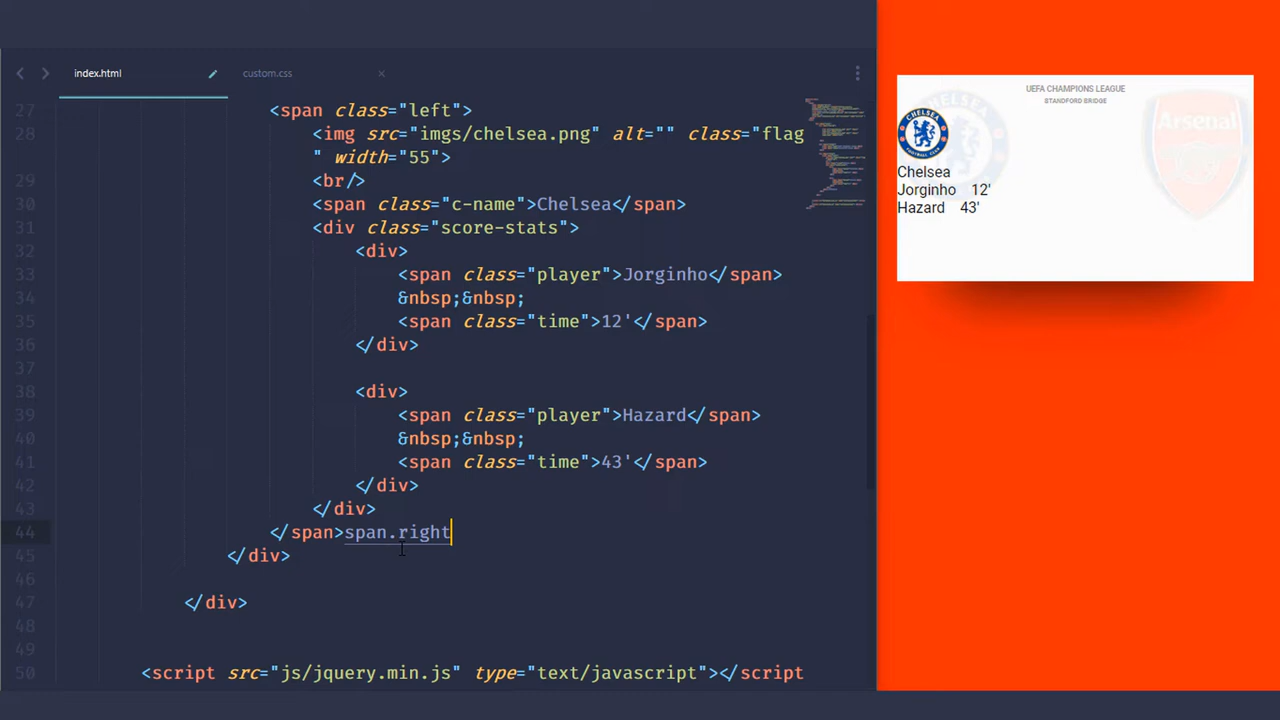 index.html
custom.css
27 <span class="left">
28 <img src="imgs/chelsea.png" alt="" class="flag
" width="55">
29 <br/>
30 <span class="c-name">Chelsea</span>
31 <div class="score-stats">
32 <div>
33 <span class="player">Jorginho</span>
34 &nbsp;&nbsp;
35 <span class="time">12'</span>
36 </div>
37
38 <div>
39 <span class="player">Hazard</span>
40 &nbsp;&nbsp;
41 <span class="time">43'</span>
42 </div>
43 </div>
44 </span>span.right
45 </div>
46
47 </div>
48
49
50 <script src="js/jquery.min.js" type="text/javascript"></script
UEFA CHAMPIONS LEAGUE
STANDFORD BRIDGE
CHELSEA
FOOTBALL CLUB
Arsenal
Chelsea
Jorginho 12'
Hazard 43'